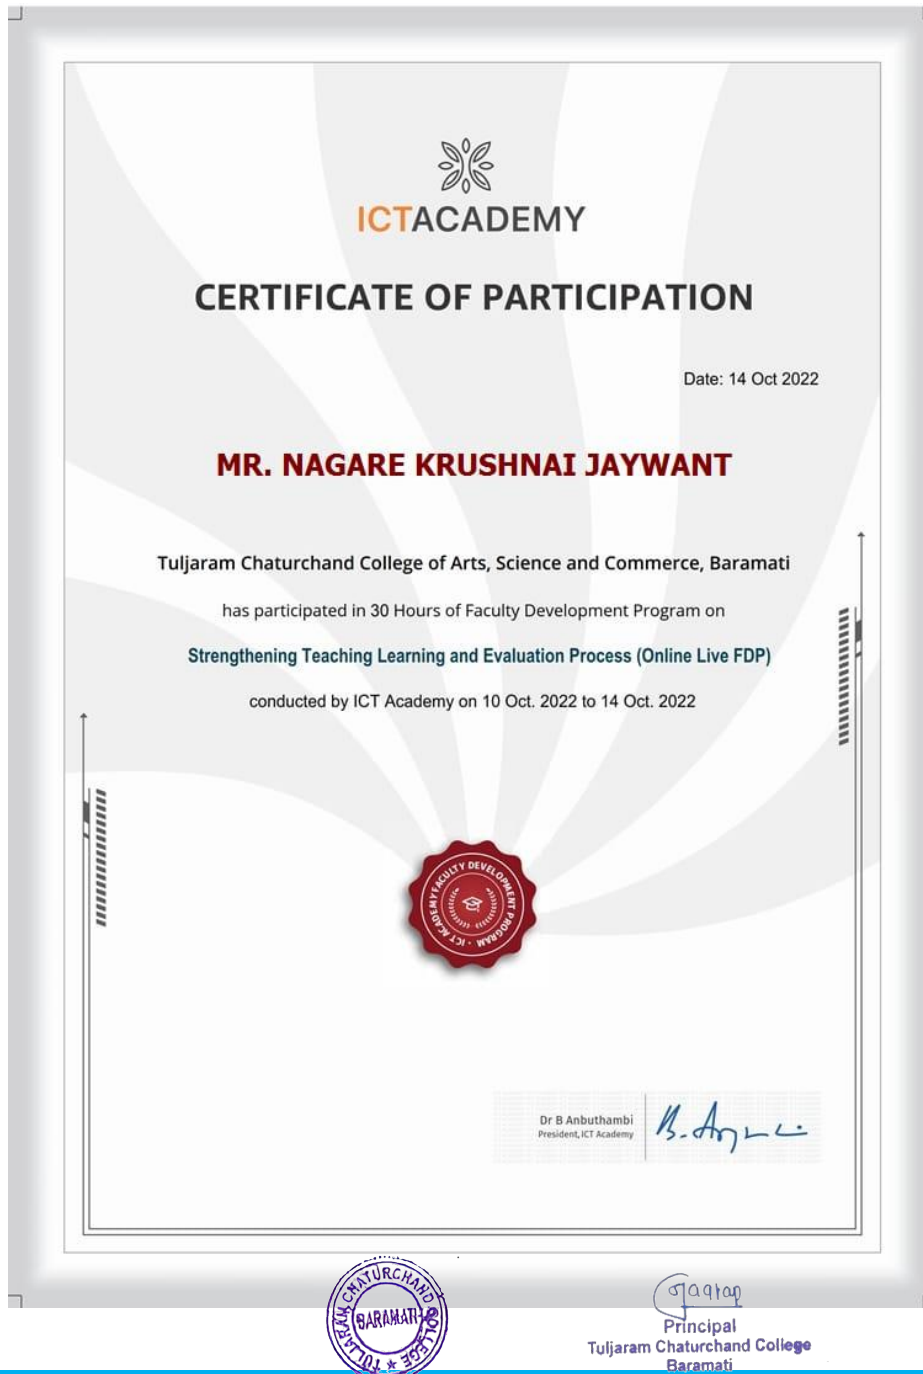 ICTACADEMY
CERTIFICATE OF PARTICIPATION
Date: 14 Oct 2022
MR. NAGARE KRUSHNAI JAYWANT
Tuljaram Chaturchand College of Arts, Science and Commerce, Baramati
has participated in 30 Hours of Faculty Development Program on
Strengthening Teaching Learning and Evaluation Process (Online Live FDP)
conducted by ICT Academy on 10 Oct. 2022 to 14 Oct. 2022
ICT ACADEMY FACULTY DEVELOPMENT PROGRAM
Dr B Anbuthambi
President, ICT Academy
TULJARAM CHATURCHAND COLLEGE
BARAMATI
Principal
Tuljaram Chaturchand College
Baramati